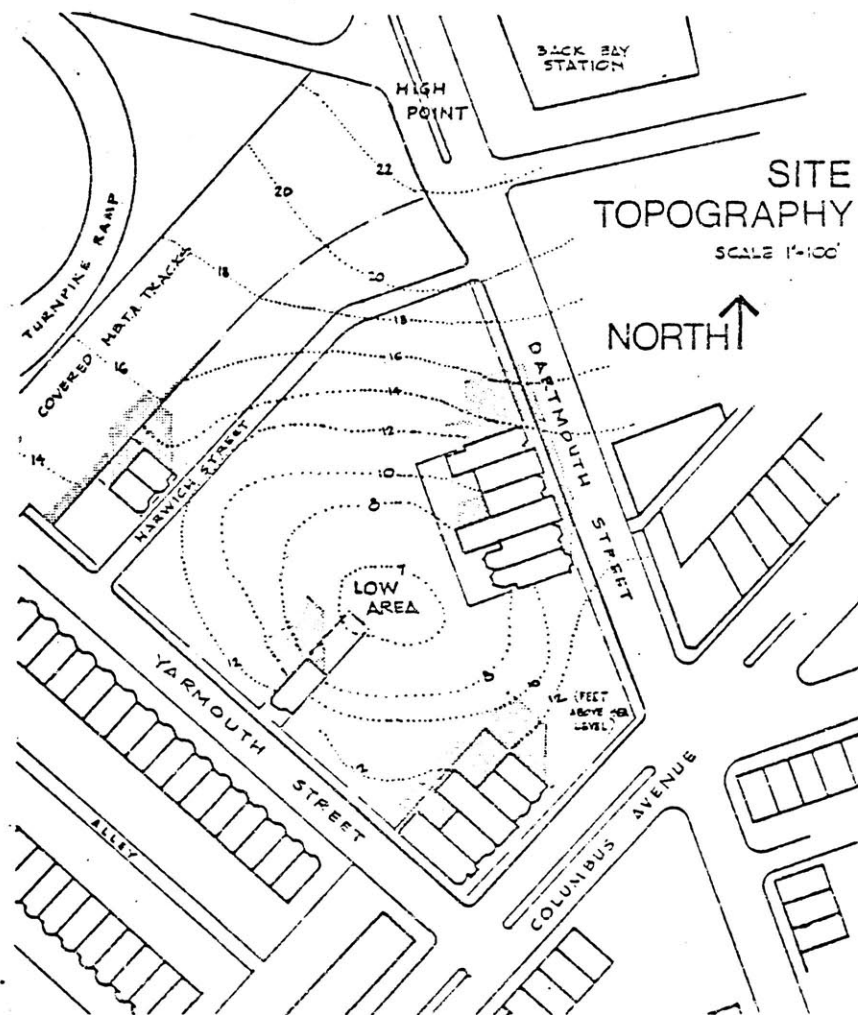 BACK BAY
STATION
HIGH
POINT
SITE
TOPOGRAPHY
SCALE 1"=100'
NORTH
TURNPIKE RAMP
COVERED M.B.T.A. TRACKS
HARWICH STREET
DARTMOUTH STREET
22
20
20
18
18
16
16
14
14
12
10
8
7
LOW
AREA
8
10
12 (FEET
ABOVE SEA
LEVEL)
12
YARMOUTH STREET
ALLEY
COLUMBUS AVENUE